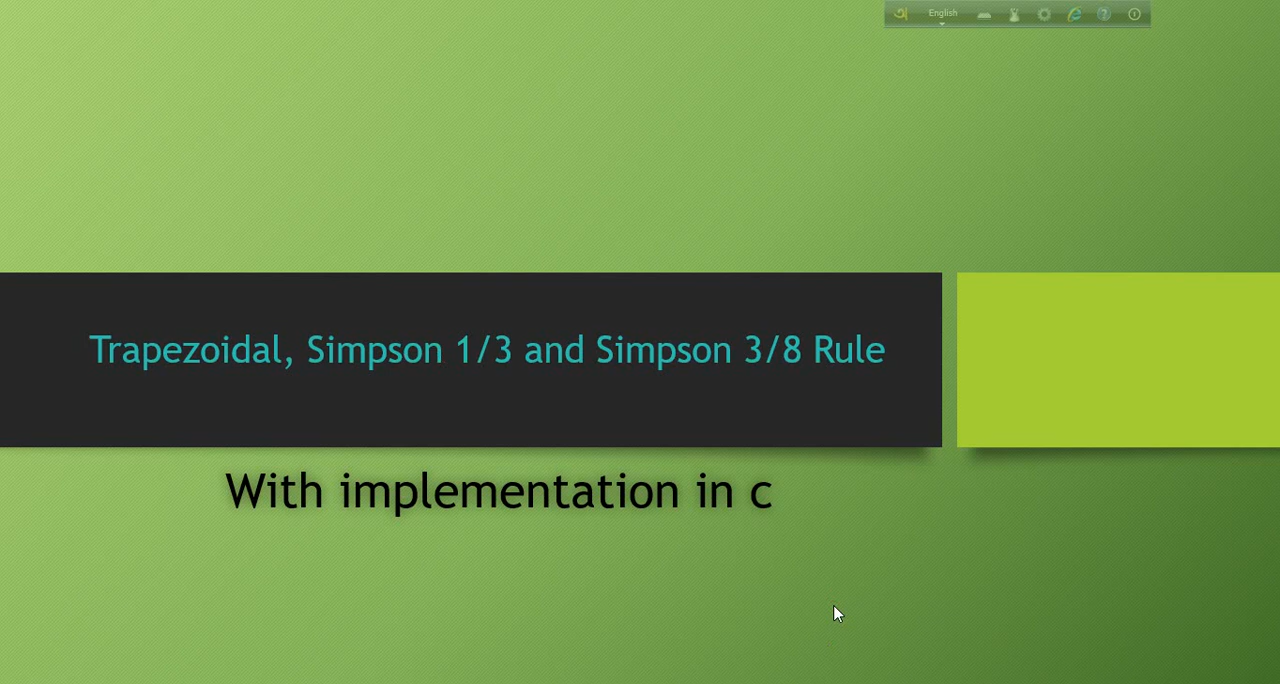 English
Trapezoidal, Simpson 1/3 and Simpson 3/8 Rule
With implementation in c